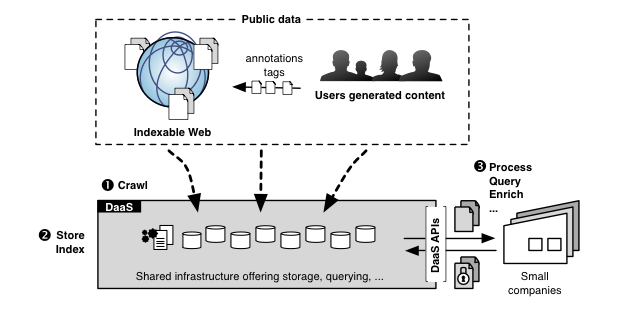 Public data
annotations
tags
Users generated content
Indexable Web
❶ Crawl
❸ Process
Query
Enrich
...
DaaS
❷ Store
Index
DaaS APIs
Shared infrastructure offering storage, querying, ...
Small
companies